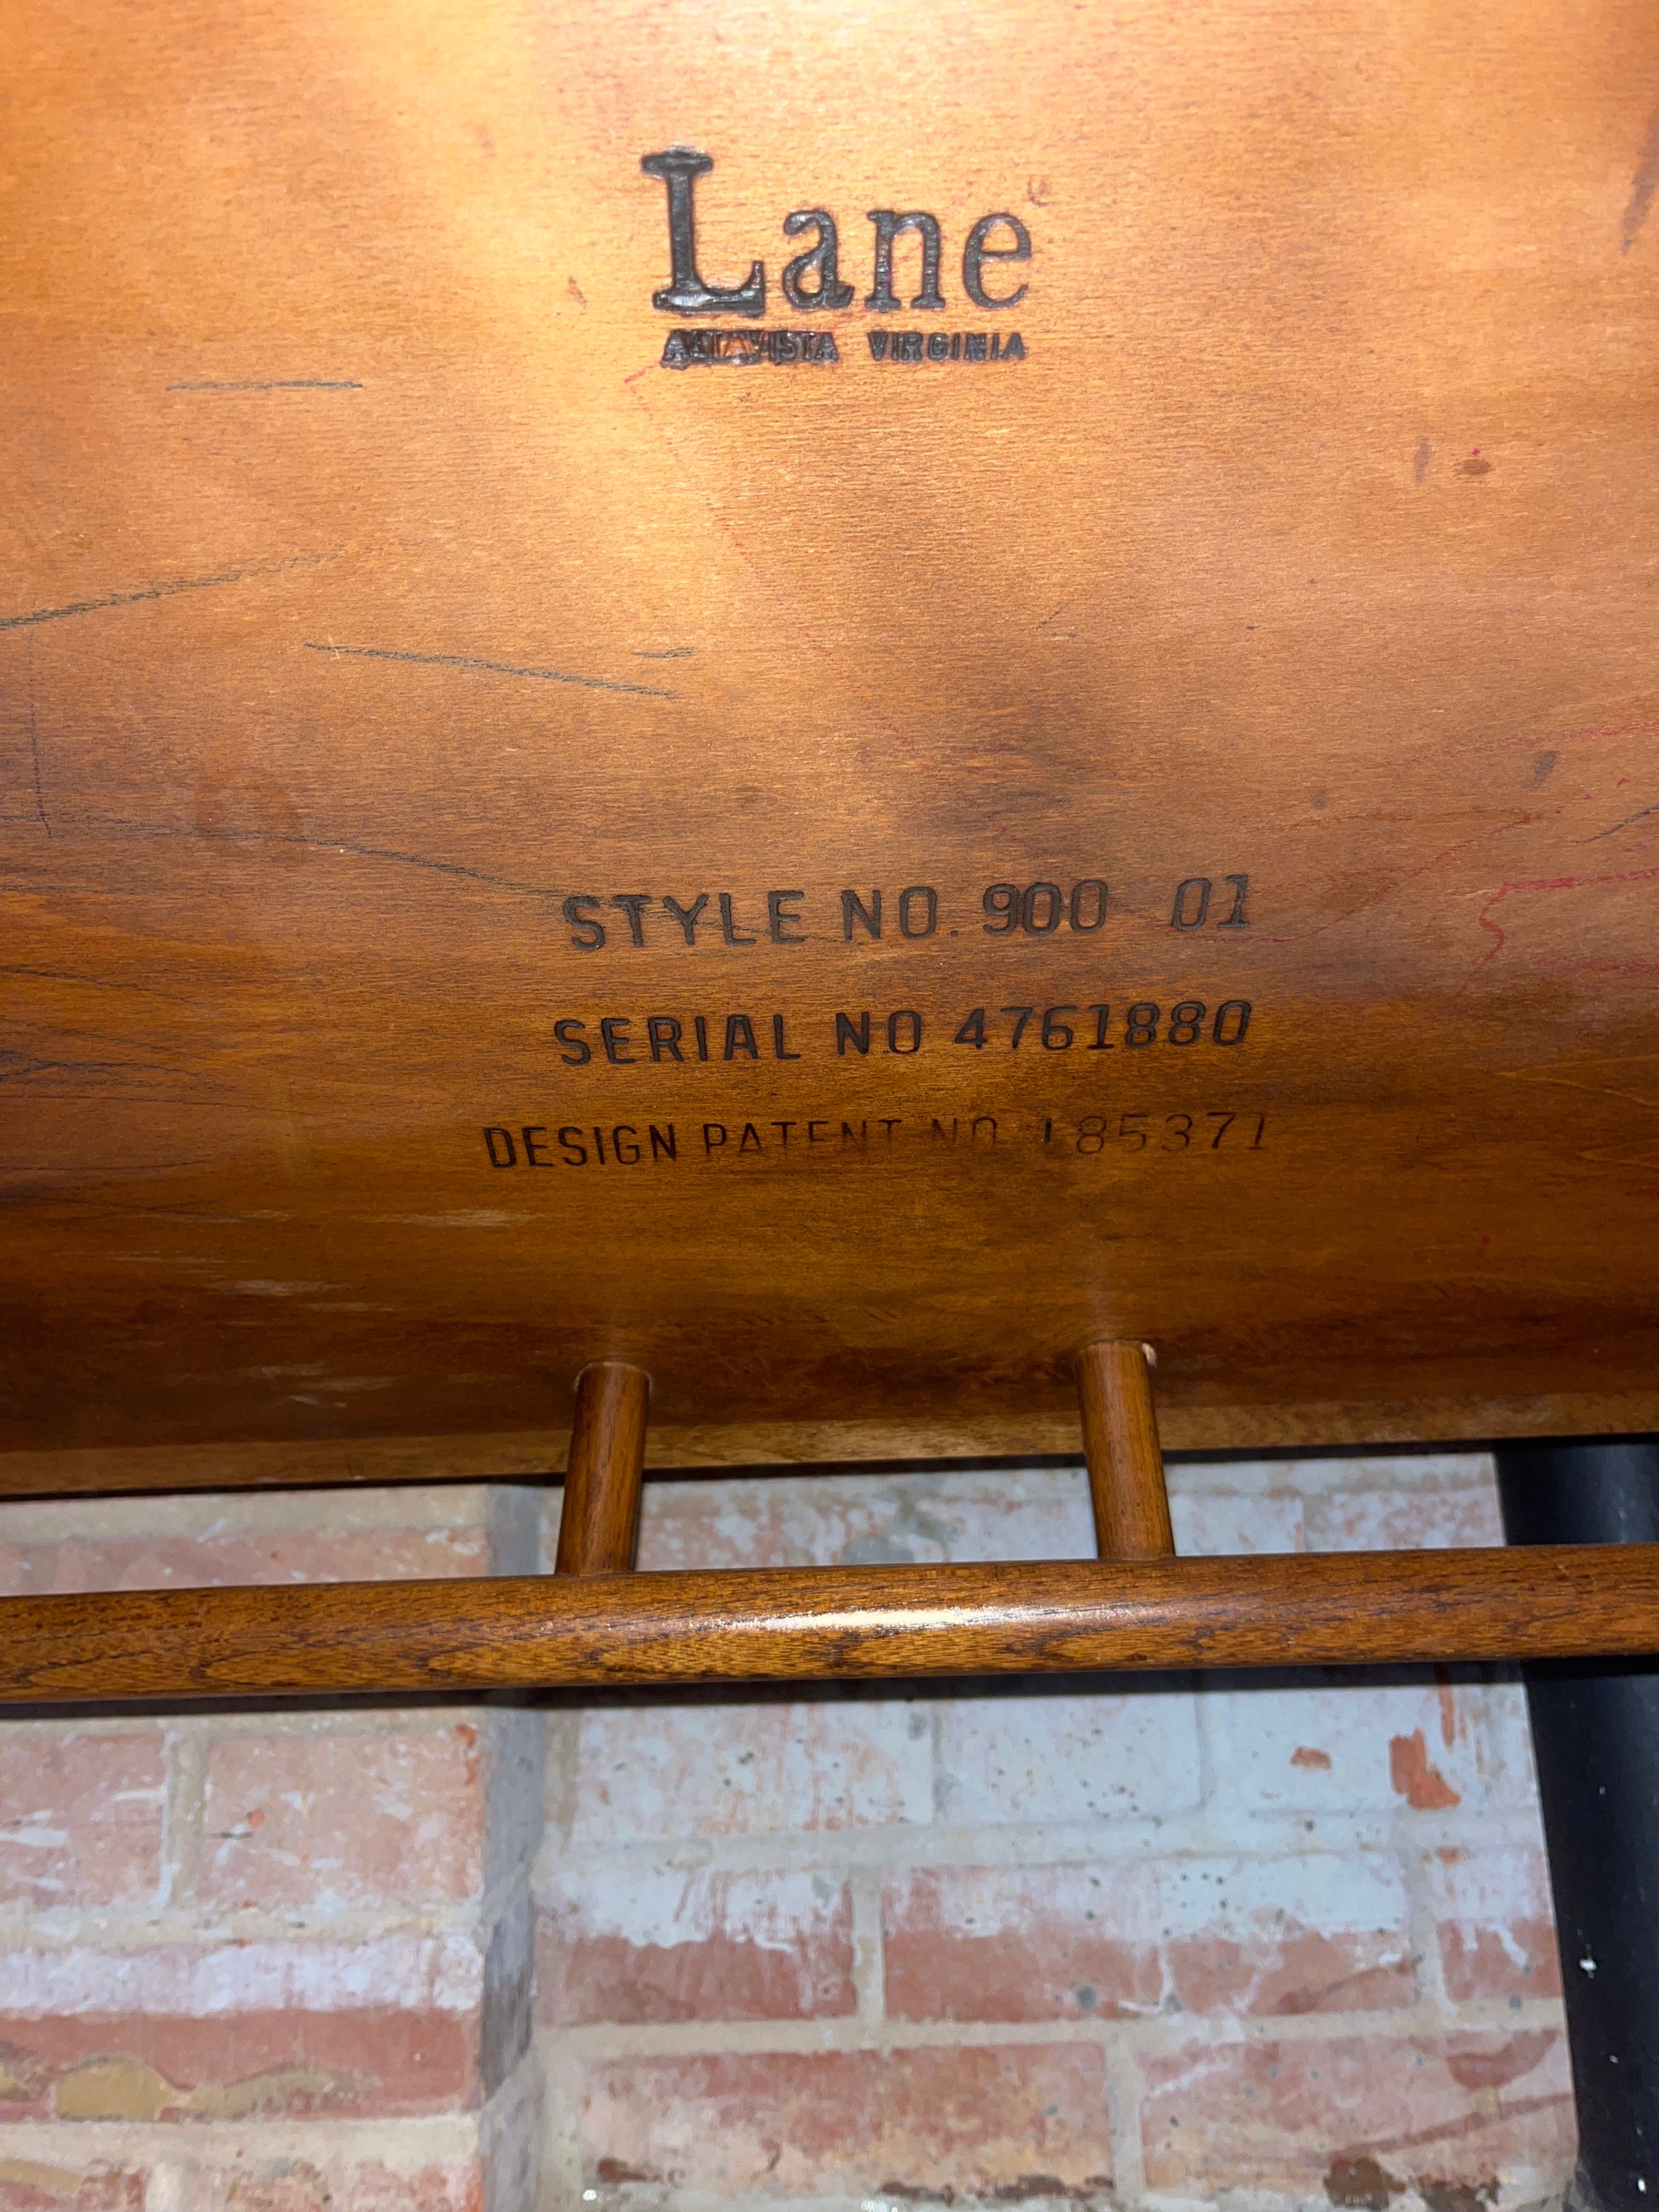 Lane
ALTAVISTA VIRGINIA
STYLE NO. 900 01
SERIAL NO 4761880
DESIGN PATENT NO. 185371